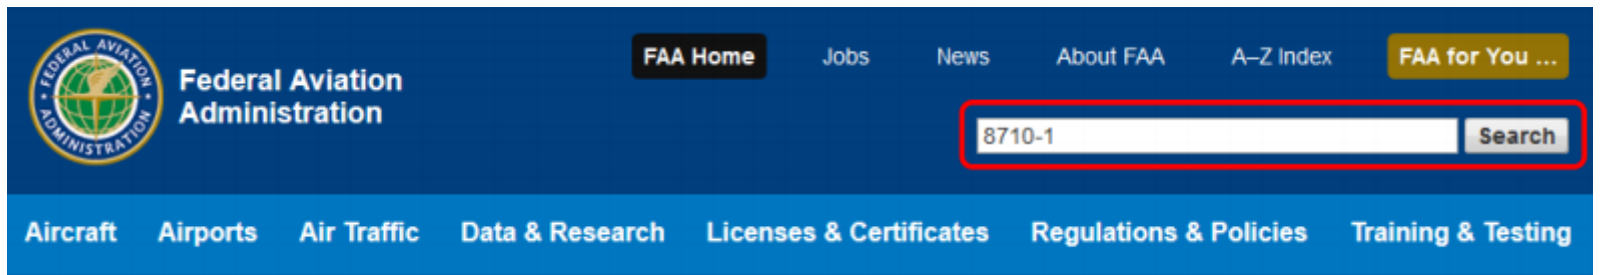 FEDERAL AVIATION
ADMINISTRATION
Federal Aviation
Administration
FAA Home Jobs News About FAA A–Z Index FAA for You ...
8710-1 Search
Aircraft Airports Air Traffic Data & Research Licenses & Certificates Regulations & Policies Training & Testing